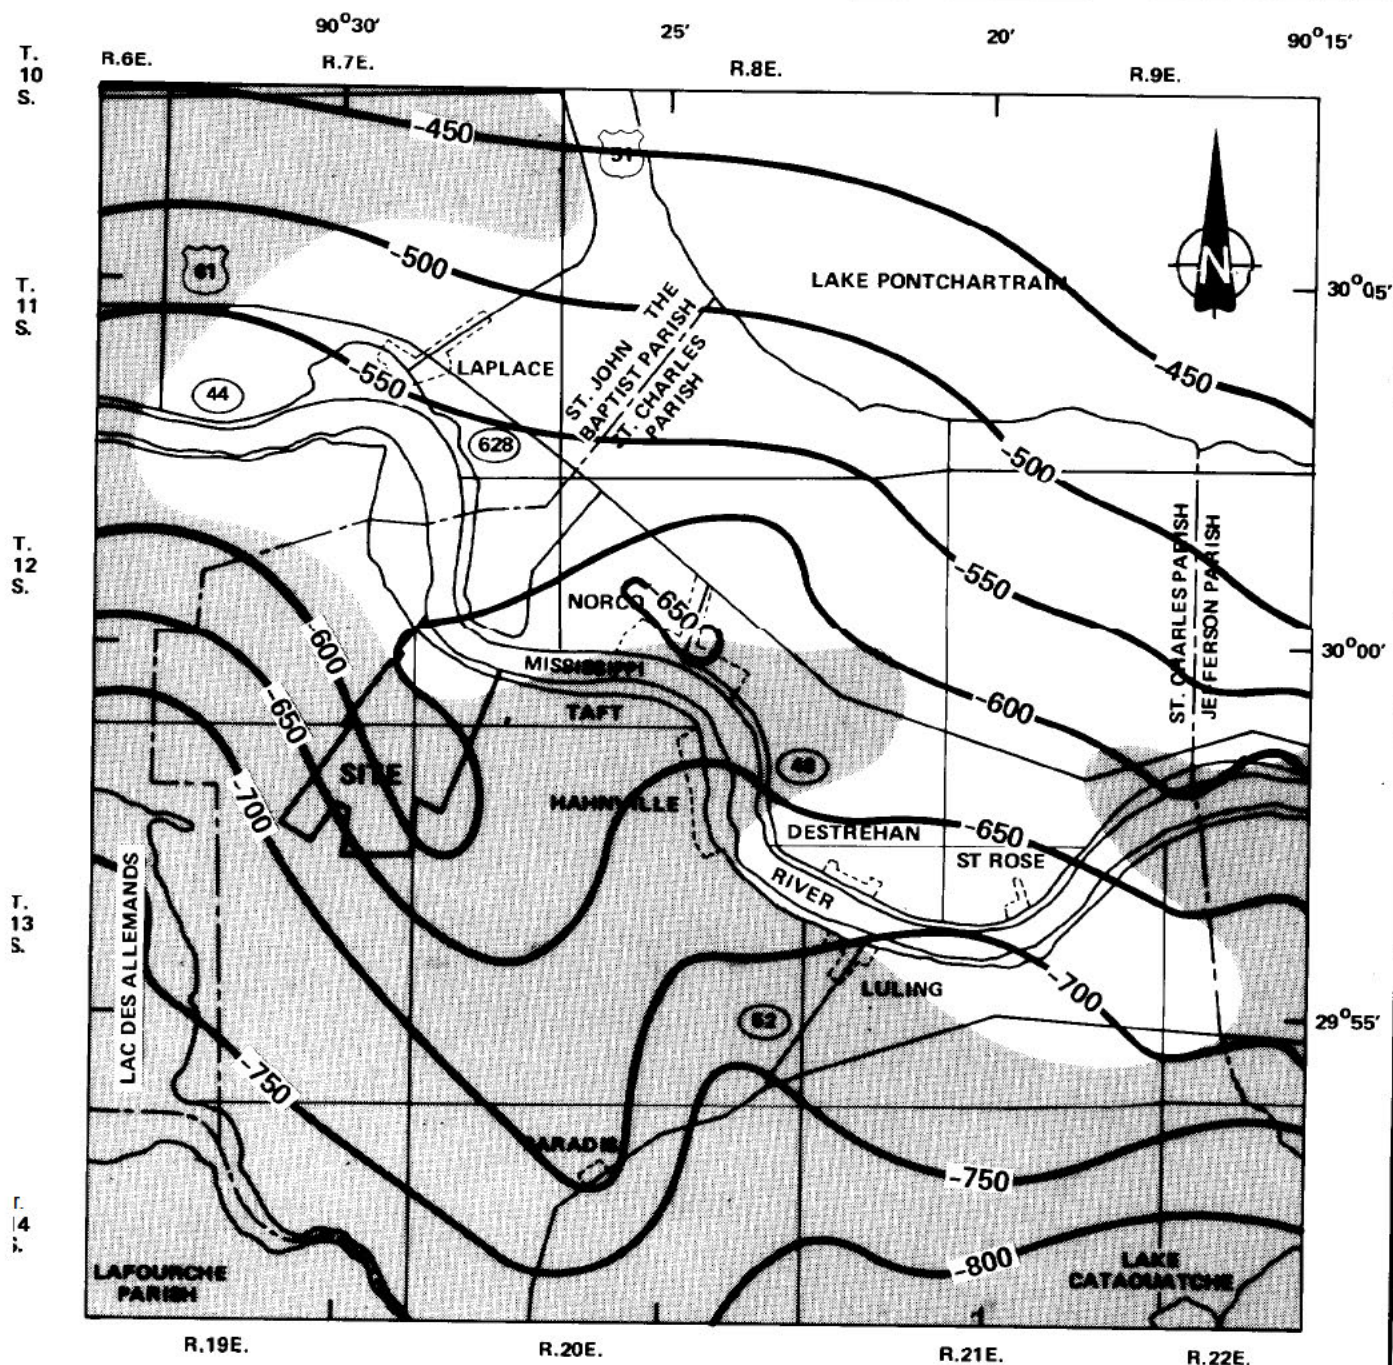 90°30′ 25′ 20′ 90°15′
T.
10
S.
R.6E. R.7E. R.8E. R.9E.
-450
51
N
-500
61
LAKE PONTCHARTRAIN
30°05′
T.
11
S.
ST. JOHN THE
BAPTIST PARISH
ST. CHARLES
PARISH
-550
LAPLACE
-450
44
628
-500
T.
12
S.
-550
ST. CHARLES PARISH
JEFFERSON PARISH
NORCO
-650
-600
30°00′
MISSISSIPPI
-650
TAFT
-600
SITE
48
-700
HAHNVILLE
DESTREHAN
-650
ST ROSE
RIVER
T.
13
S.
LAC DES ALLEMANDS
LULING
-700
52
29°55′
-750
PARADIS
-750
14
-800
LAKE
CATAOUATCHE
LAFOURCHE
PARISH
R.19E. R.20E. R.21E. R.22E.